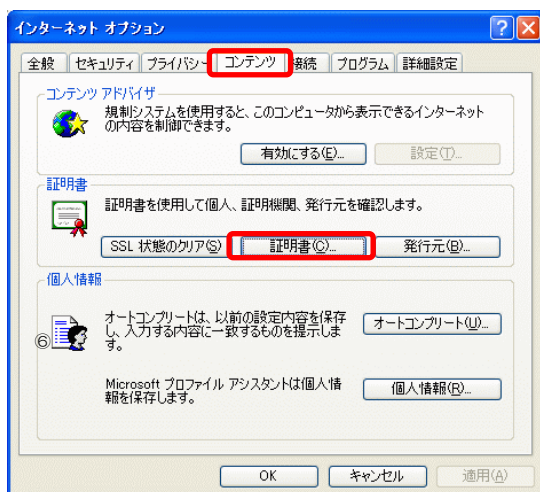 インターネット オプション
全般 セキュリティ プライバシー コンテンツ 接続 プログラム 詳細設定
コンテンツ アドバイザ
規制システムを使用すると、このコンピュータから表示できるインターネット
の内容を制御できます。
有効にする(E)... 設定(T)...
証明書
証明書を使用して個人、証明機関、発行元を確認します。
SSL 状態のクリア(S) 証明書(C)... 発行元(B)...
個人情報
オートコンプリートは、以前の設定内容を保存
し、入力する内容に一致するものを提示しま
す。
オートコンプリート(U)...
⑥
Microsoft プロファイル アシスタントは個人情
報を保存します。
個人情報(R)...
OK キャンセル 適用(A)